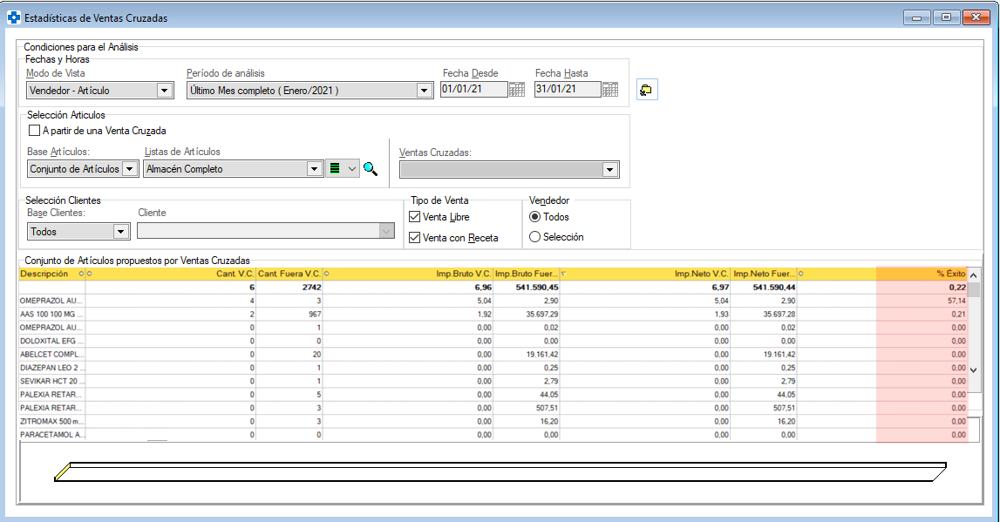 Estadísticas de Ventas Cruzadas
Condiciones para el Análisis
Fechas y Horas
Modo de Vista Período de análisis Fecha Desde Fecha Hasta
Vendedor - Artículo Último Mes completo ( Enero/2021 ) 01/01/21 31/01/21
Selección Articulos
A partir de una Venta Cruzada
Base Artículos: Listas de Artículos Ventas Cruzadas:
Conjunto de Artículos Almacén Completo
Selección Clientes Tipo de Venta Vendedor
Base Clientes: Cliente Venta Libre Todos
Todos Venta con Receta Selección
Conjunto de Artículos propuestos por Ventas Cruzadas
Descripción Cant. V.C. Cant. Fuera V.C. Imp.Bruto V.C. Imp.Bruto Fuer... Imp.Neto V.C. Imp.Neto Fuer... % Éxito
6 2742 6,96 541.590,45 6,97 541.590,44 0,22
OMEPRAZOL AU... 4 3 5,04 2,90 5,04 2,90 57,14
AAS 100 100 MG ... 2 967 1,92 35.697,29 1,93 35.697,28 0,21
OMEPRAZOL AU... 0 1 0,00 0,02 0,00 0,02 0,00
DOLOXITAL EFG ... 0 0 0,00 0,00 0,00 0,00 0,00
ABELCET COMPL... 0 20 0,00 19.161,42 0,00 19.161,42 0,00
DIAZEPAN LEO 2 ... 0 1 0,00 0,25 0,00 0,25 0,00
SEVIKAR HCT 20 ... 0 1 0,00 2,79 0,00 2,79 0,00
PALEXIA RETAR... 0 5 0,00 44,05 0,00 44,05 0,00
PALEXIA RETAR... 0 3 0,00 507,51 0,00 507,51 0,00
ZITROMAX 500 m... 0 3 0,00 16,20 0,00 16,20 0,00
PARACETAMOL A... 0 0 0,00 0,00 0,00 0,00 0,00